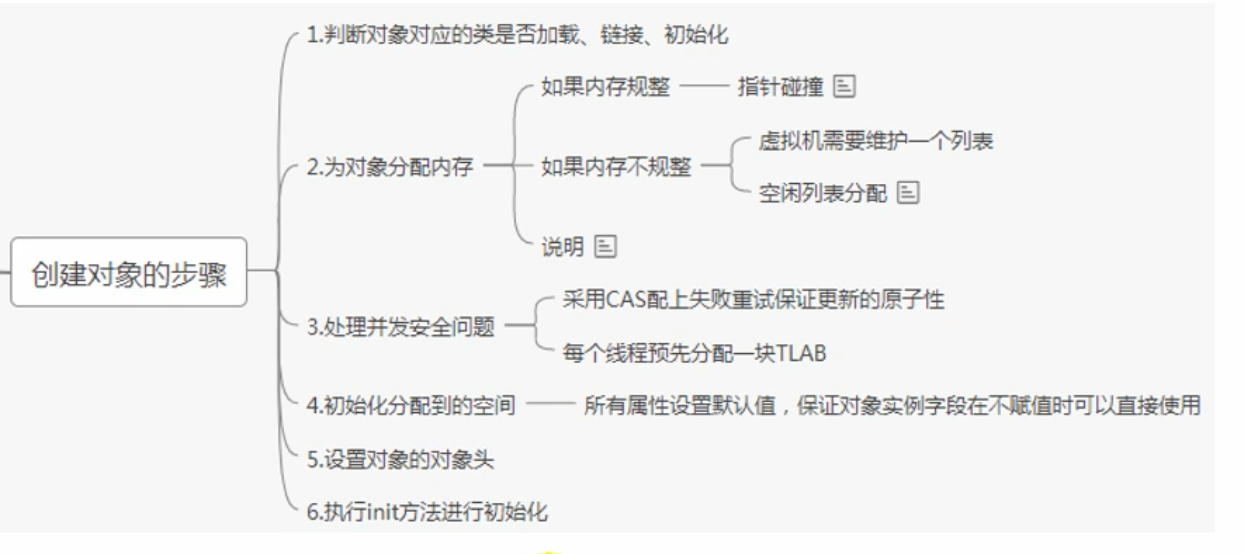 创建对象的步骤
1.判断对象对应的类是否加载、链接、初始化
2.为对象分配内存
如果内存规整
指针碰撞
如果内存不规整
虚拟机需要维护一个列表
空闲列表分配
说明
3.处理并发安全问题
采用CAS配上失败重试保证更新的原子性
每个线程预先分配一块TLAB
4.初始化分配到的空间
所有属性设置默认值，保证对象实例字段在不赋值时可以直接使用
5.设置对象的对象头
6.执行init方法进行初始化